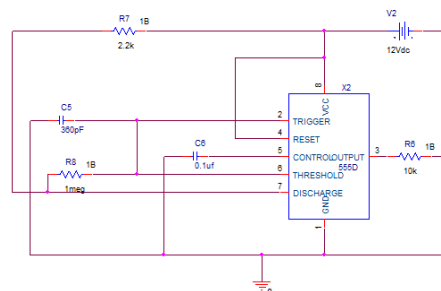 R7 1B
2.2k
V2
12Vdc
C5
360pF
8
X2
VCC
2 TRIGGER
4 RESET
C6
0.1uf
5 CONTROL OUTPUT 3
555D
R6 1B
10k
R8 1B
1meg
6 THRESHOLD
7 DISCHARGE
GND
1
0